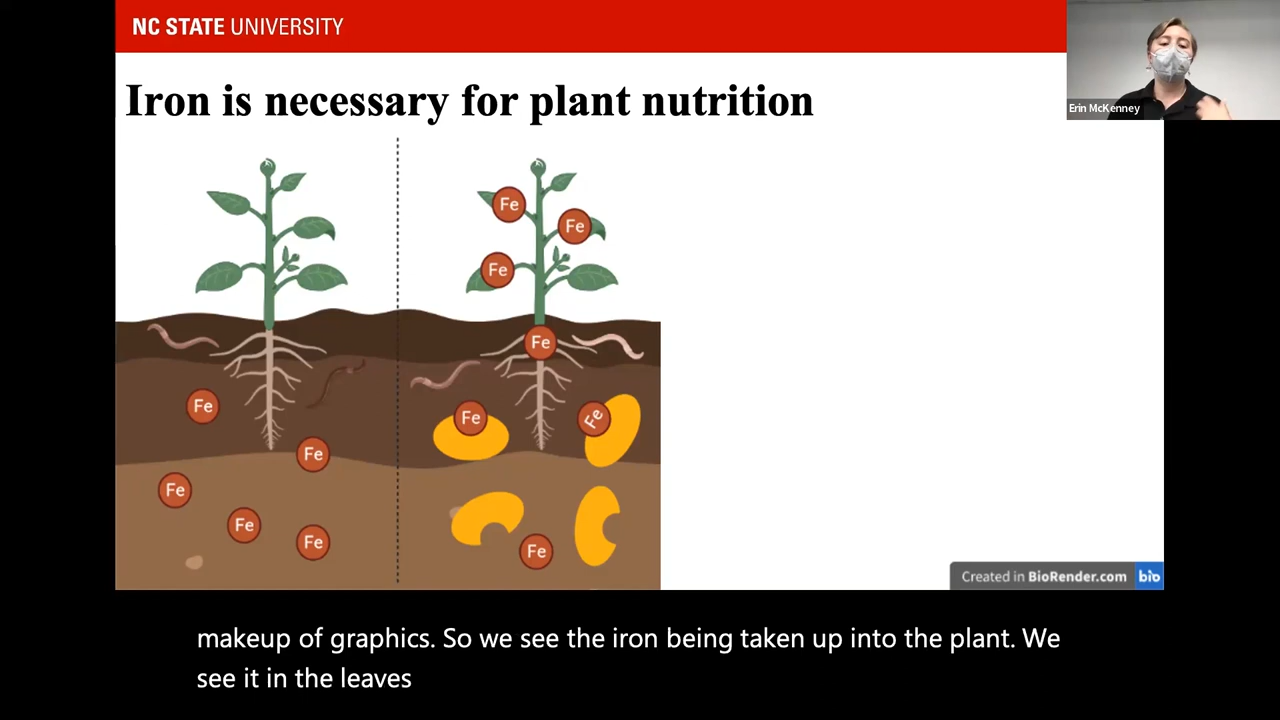 NC STATE UNIVERSITY
Erin McKenney
Iron is necessary for plant nutrition
Fe
Fe
Fe
Fe
Fe
Fe
Fe
Fe
Fe
Fe
Fe
Fe
Created in BioRender.com bio
makeup of graphics. So we see the iron being taken up into the plant. We
see it in the leaves